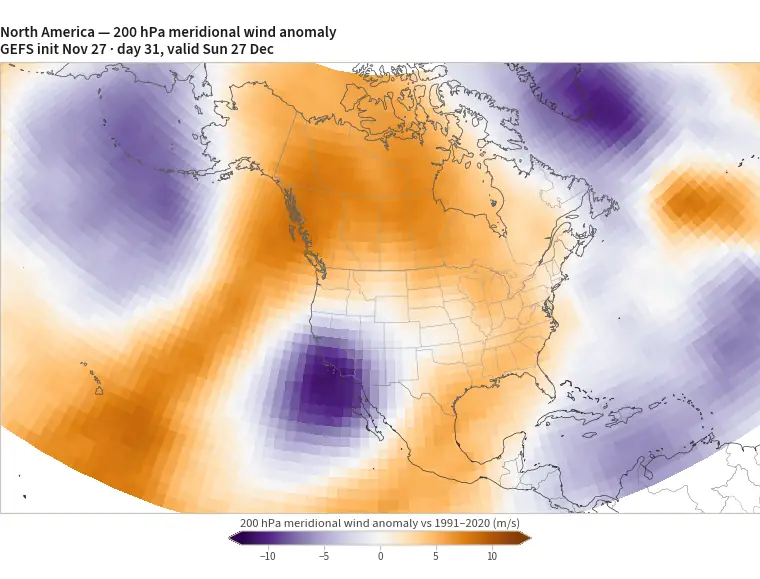 North America — 200 hPa meridional wind anomaly
GEFS init Nov 27 · day 31, valid Sun 27 Dec
200 hPa meridional wind anomaly vs 1991–2020 (m/s)
−10 −5 0 5 10